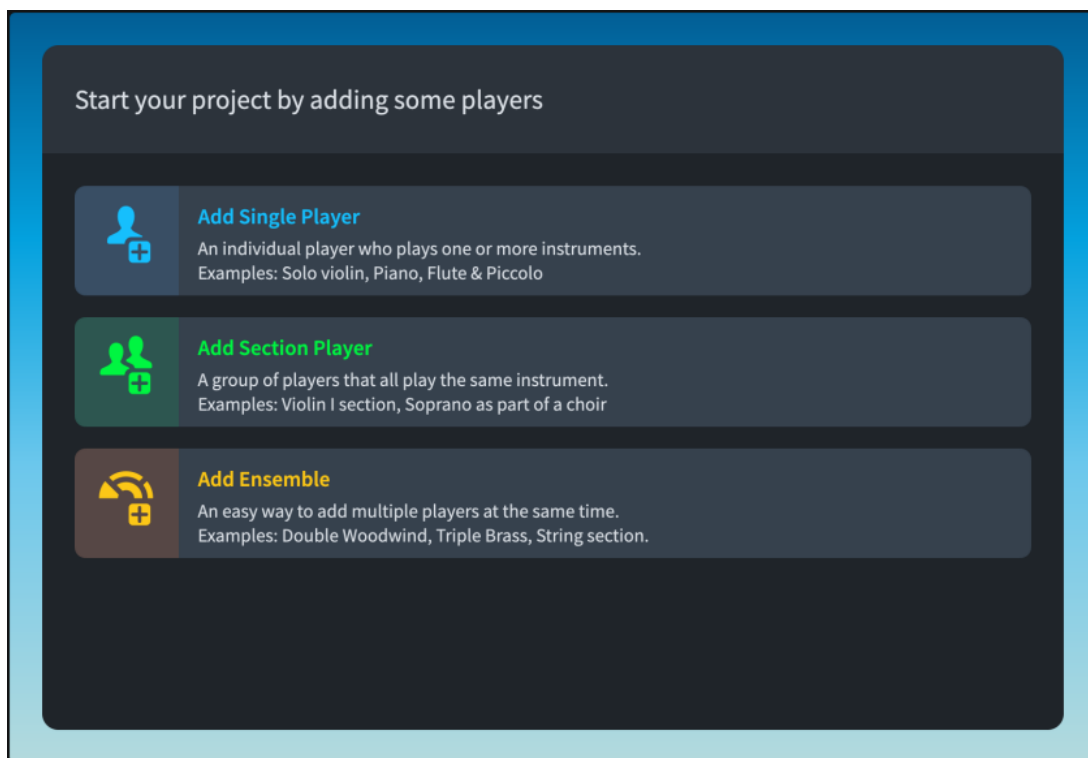 Start your project by adding some players
Add Single Player
An individual player who plays one or more instruments.
Examples: Solo violin, Piano, Flute & Piccolo
Add Section Player
A group of players that all play the same instrument.
Examples: Violin I section, Soprano as part of a choir
Add Ensemble
An easy way to add multiple players at the same time.
Examples: Double Woodwind, Triple Brass, String section.